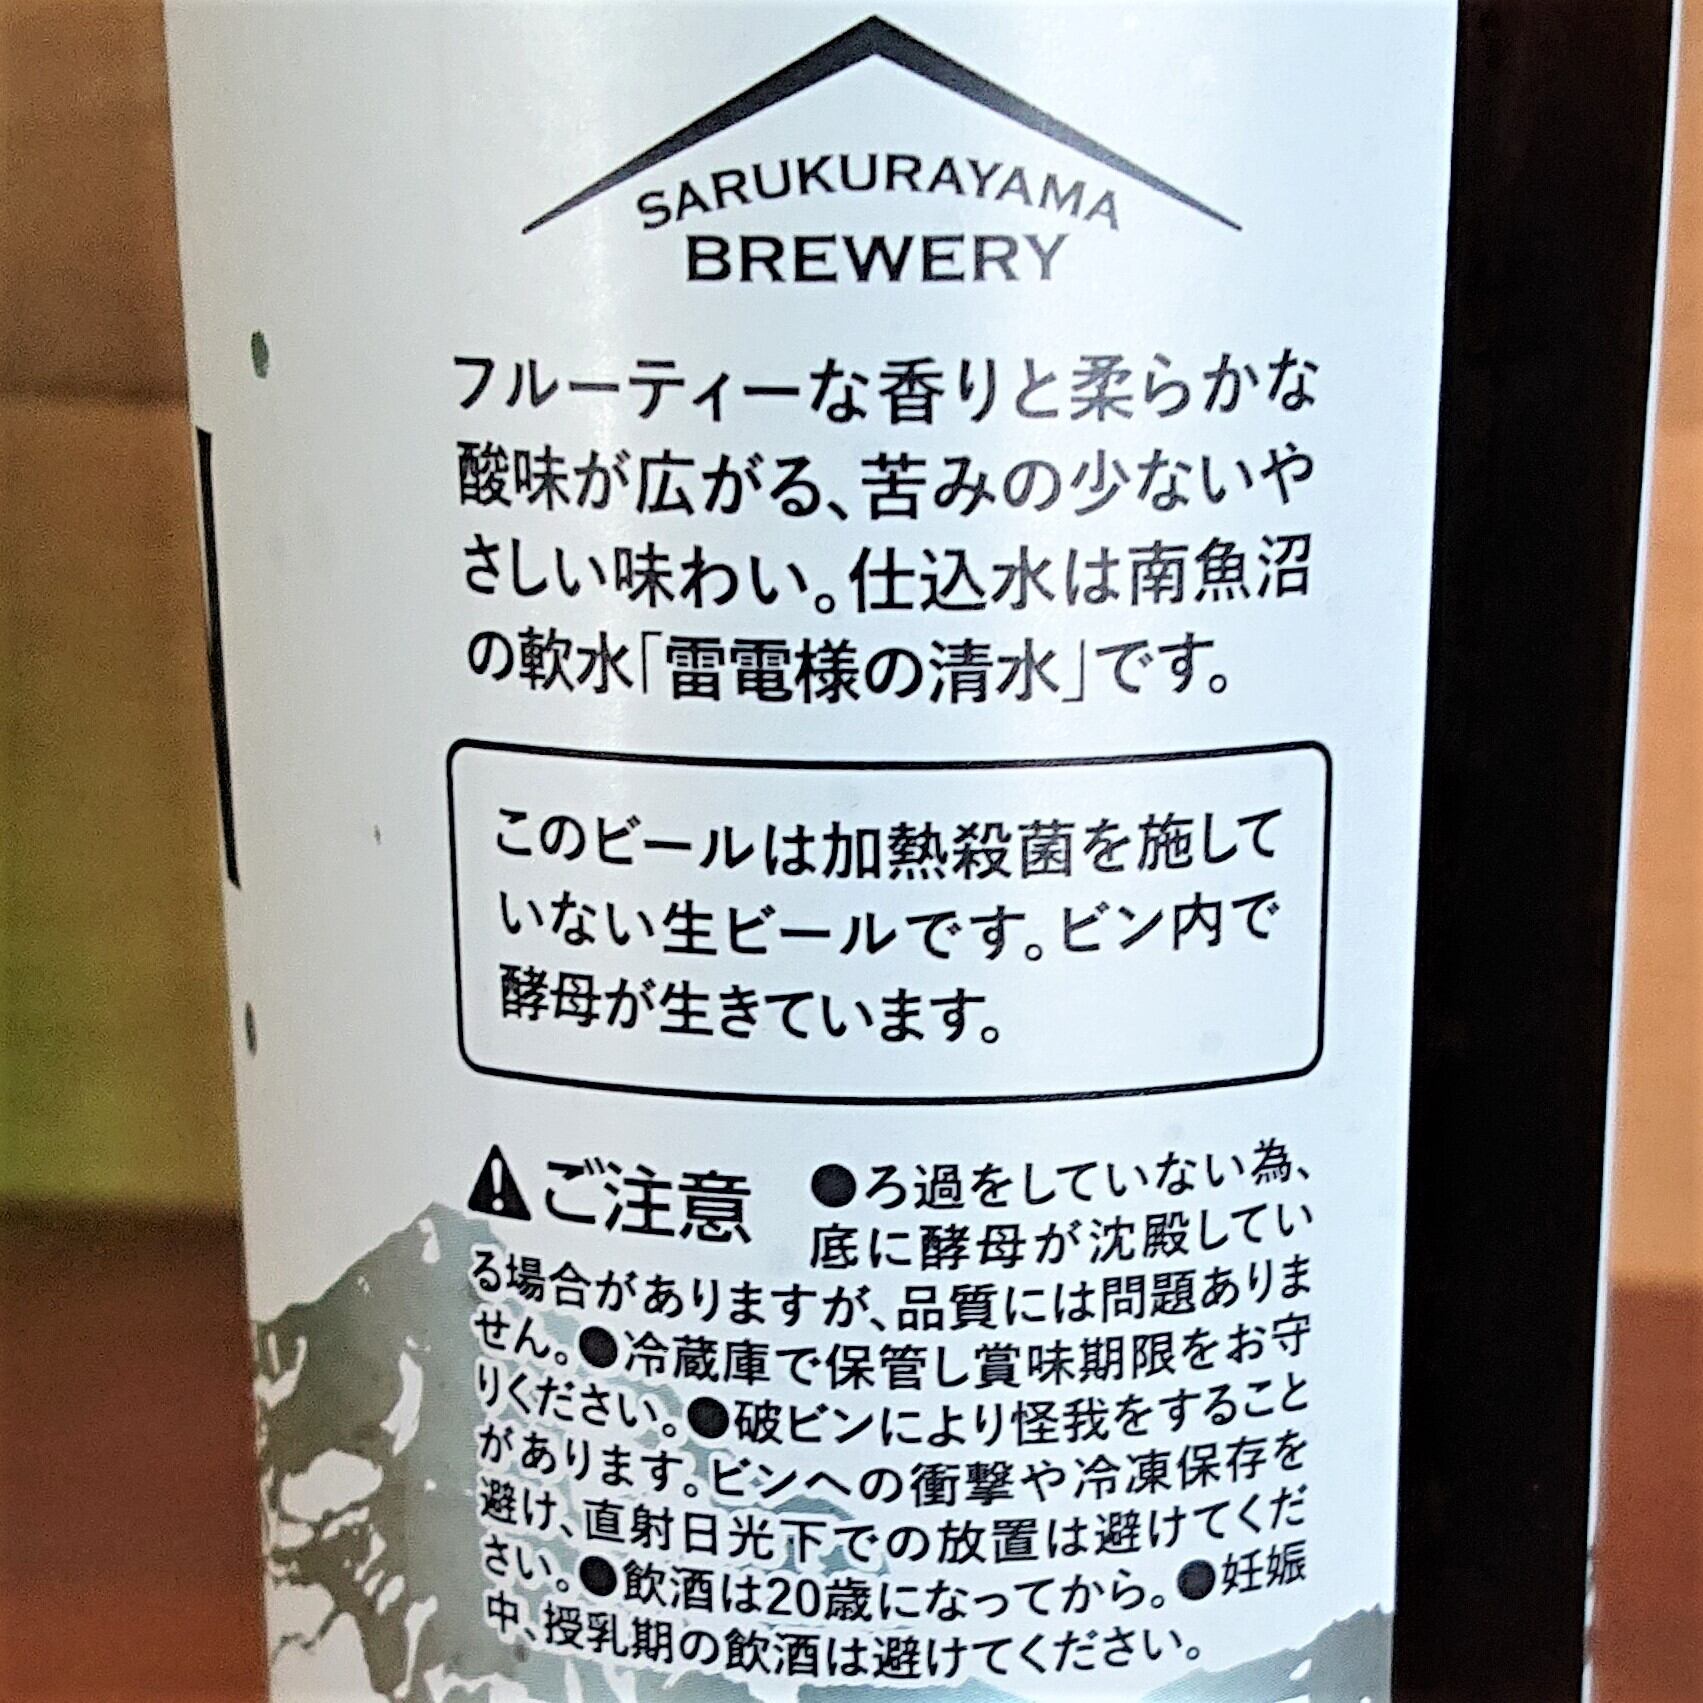 SARUKURAYAMA
BREWERY
フルーティーな香りと柔らかな
酸味が広がる、苦みの少ないや
さしい味わい。仕込水は南魚沼
の軟水「雷電様の清水」です。
このビールは加熱殺菌を施して
いない生ビールです。ビン内で
酵母が生きています。
ご注意 ●ろ過をしていない為、
底に酵母が沈殿してい
る場合がありますが、品質には問題ありま
せん。●冷蔵庫で保管し賞味期限をお守
りください。●破ビンにより怪我をすること
があります。ビンへの衝撃や冷凍保存を
避け、直射日光下での放置は避けてくだ
さい。●飲酒は20歳になってから。●妊娠
中、授乳期の飲酒は避けてください。